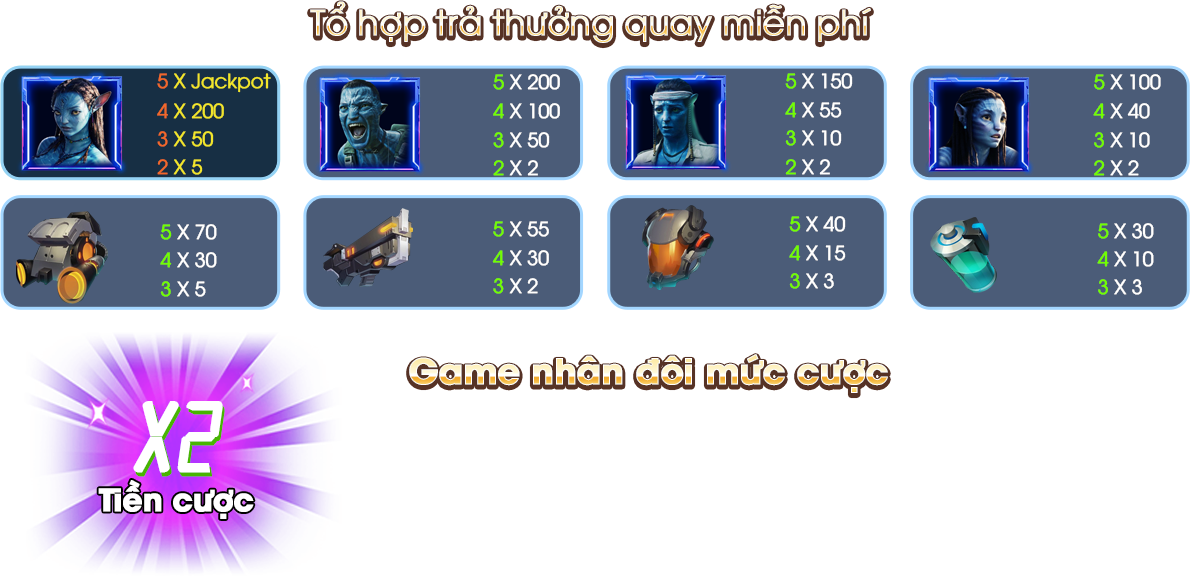 Tổ hợp trả thưởng quay miễn phí
5 X Jackpot
4 X 200
3 X 50
2 X 5
5 X 200
4 X 100
3 X 50
2 X 2
5 X 150
4 X 55
3 X 10
2 X 2
5 X 100
4 X 40
3 X 10
2 X 2
5 X 70
4 X 30
3 X 5
5 X 55
4 X 30
3 X 2
5 X 40
4 X 15
3 X 3
5 X 30
4 X 10
3 X 3
Game nhân đôi mức cược
X2
Tiền cược